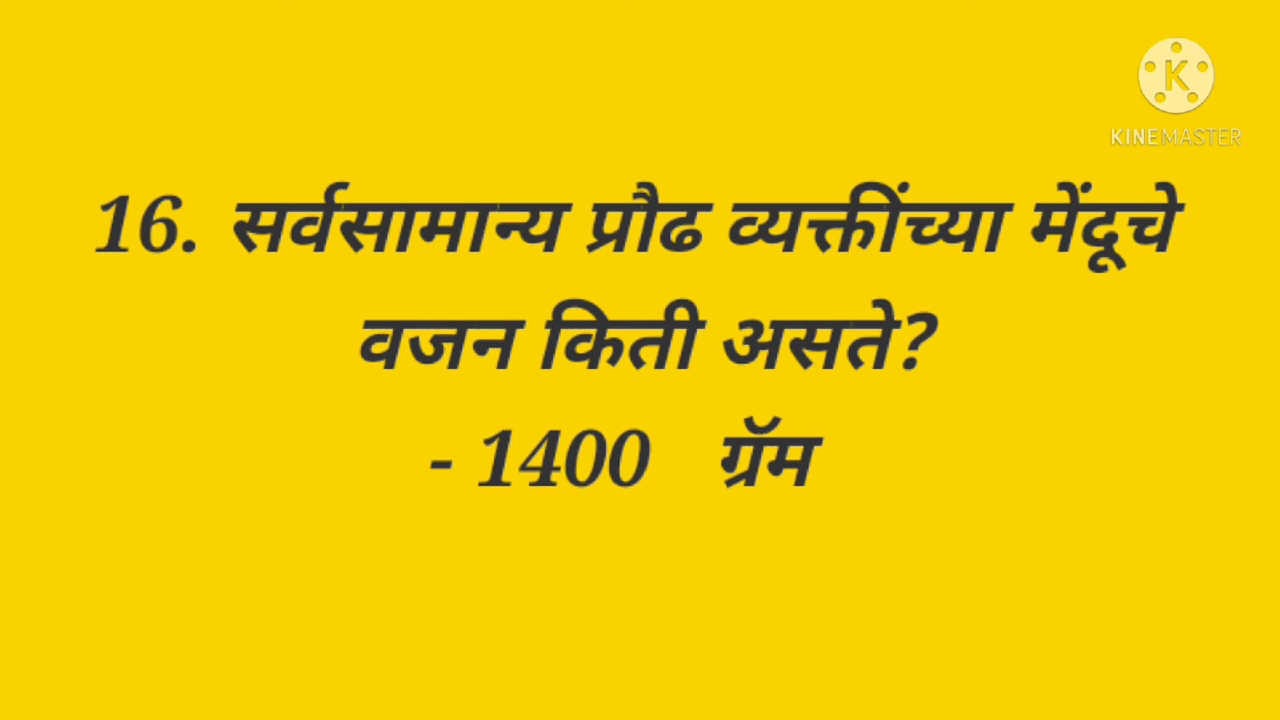 KINEMASTER
16. सर्वसामान्य प्रौढ व्यक्तींच्या मेंदूचे
वजन किती असते?
- 1400 ग्रॅम